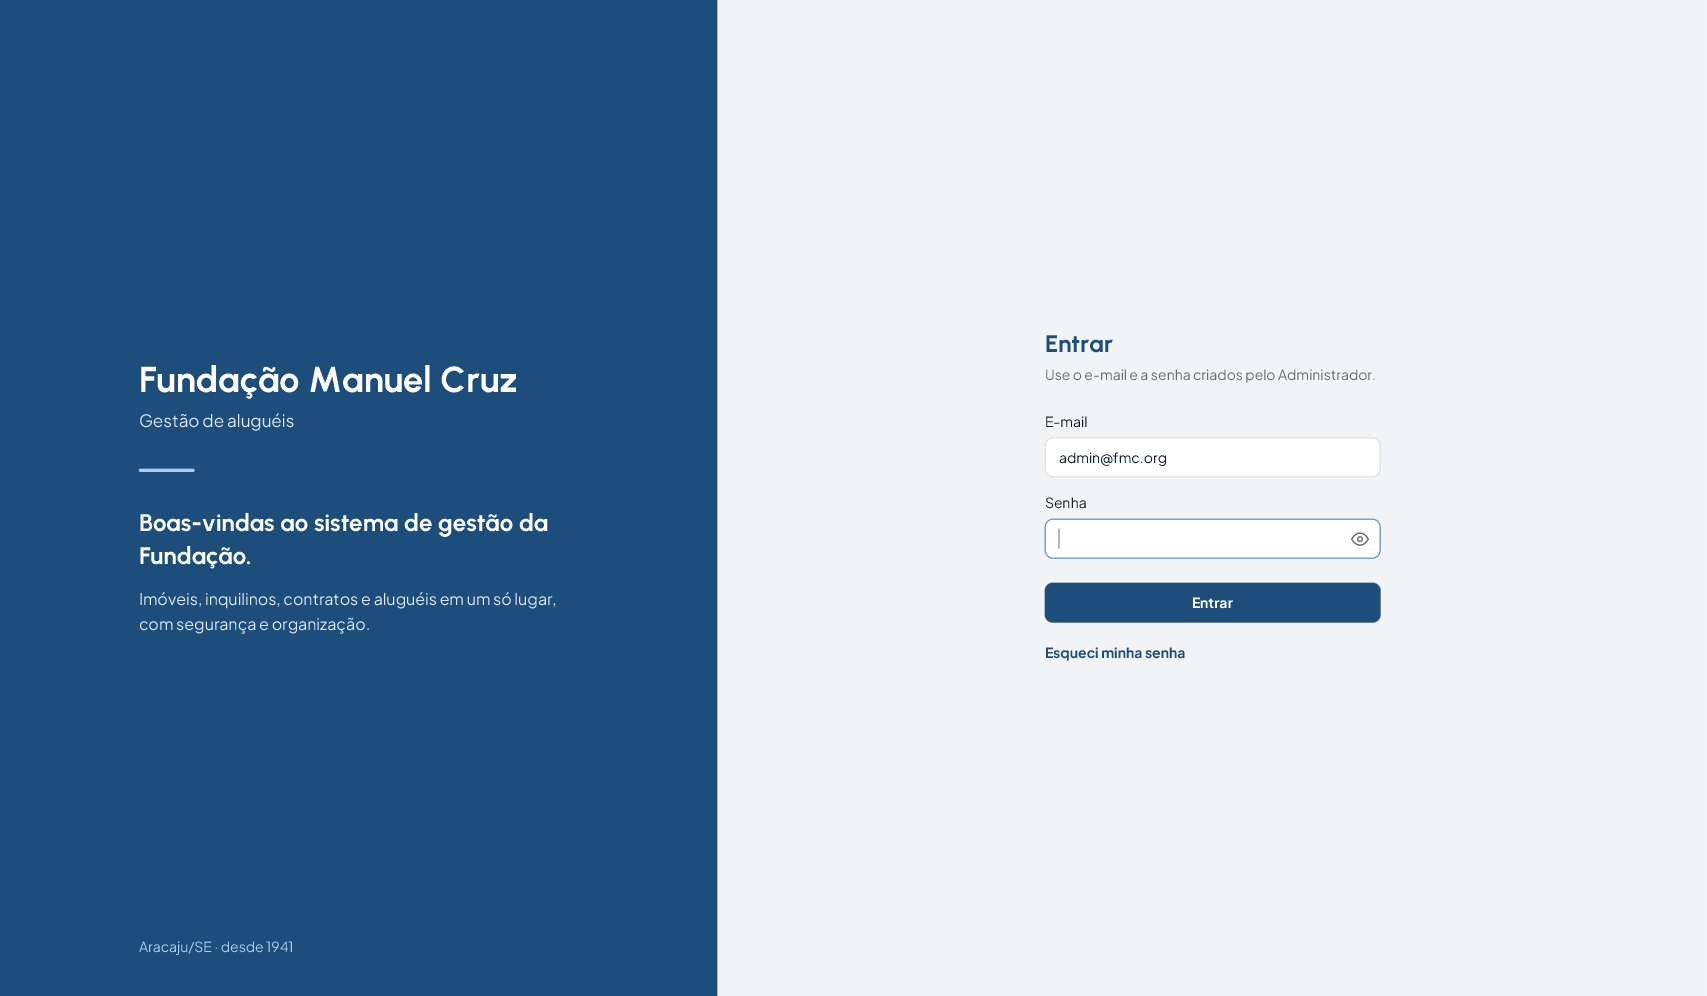 Fundação Manuel Cruz
Gestão de aluguéis
Boas-vindas ao sistema de gestão da
Fundação.
Imóveis, inquilinos, contratos e aluguéis em um só lugar,
com segurança e organização.
Aracaju/SE · desde 1941
Entrar
Use o e-mail e a senha criados pelo Administrador.
E-mail
admin@fmc.org
Senha
Entrar
Esqueci minha senha